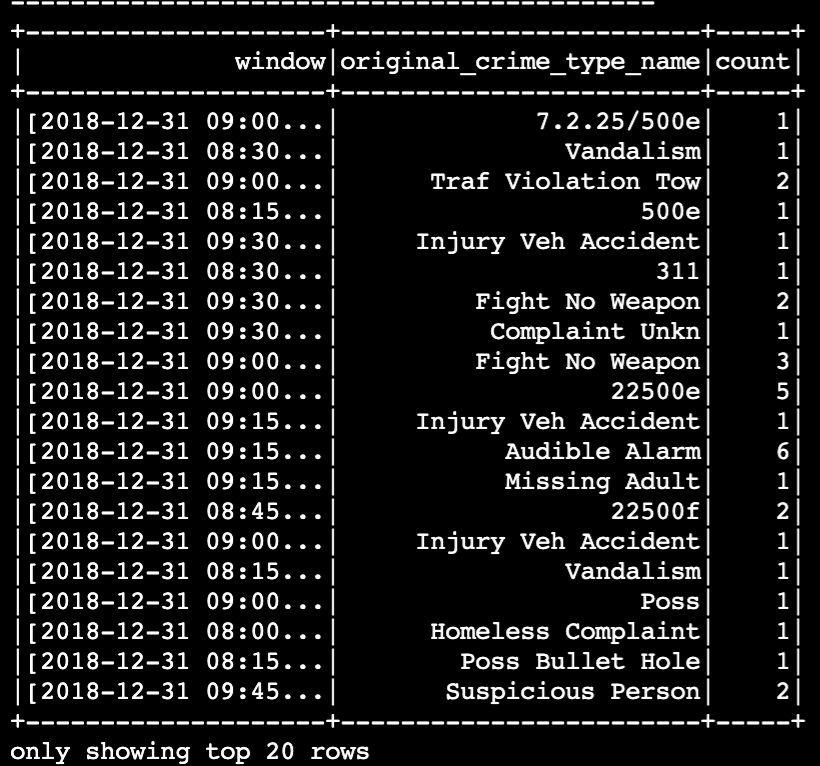 --------------------------------------------
+--------------------+------------------------+-----+
|              window|original_crime_type_name|count|
+--------------------+------------------------+-----+
|[2018-12-31 09:00...|             7.2.25/500e|    1|
|[2018-12-31 08:30...|               Vandalism|    1|
|[2018-12-31 09:00...|      Traf Violation Tow|    2|
|[2018-12-31 08:15...|                    500e|    1|
|[2018-12-31 09:30...|     Injury Veh Accident|    1|
|[2018-12-31 08:30...|                     311|    1|
|[2018-12-31 09:30...|         Fight No Weapon|    2|
|[2018-12-31 09:30...|          Complaint Unkn|    1|
|[2018-12-31 09:00...|         Fight No Weapon|    3|
|[2018-12-31 09:00...|                  22500e|    5|
|[2018-12-31 09:15...|     Injury Veh Accident|    1|
|[2018-12-31 09:15...|           Audible Alarm|    6|
|[2018-12-31 09:15...|           Missing Adult|    1|
|[2018-12-31 08:45...|                  22500f|    2|
|[2018-12-31 09:00...|     Injury Veh Accident|    1|
|[2018-12-31 08:15...|               Vandalism|    1|
|[2018-12-31 09:00...|                    Poss|    1|
|[2018-12-31 08:00...|      Homeless Complaint|    1|
|[2018-12-31 08:15...|        Poss Bullet Hole|    1|
|[2018-12-31 09:45...|       Suspicious Person|    2|
+--------------------+------------------------+-----+
only showing top 20 rows